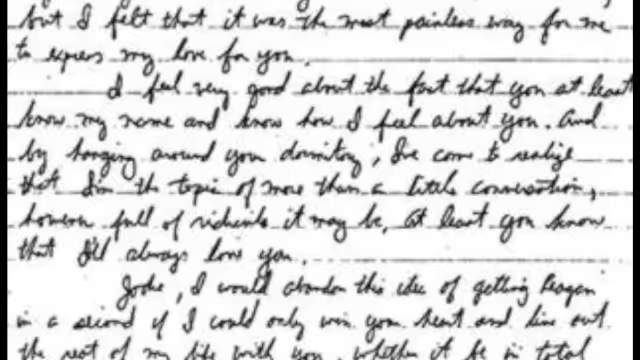 but I felt that it was the most painless way for me
to express my love for you.
I feel very good about the fact that you at least
know my name and know how I feel about you. And
by hanging around your dormitory, I've come to realize
that I'm the topic of more than a little conversation,
however full of ridicule it may be. At least you know
that I'll always love you.
Jodie, I would abandon this idea of getting Reagan
in a second if I could only win your heart and live out
the rest of my life with you, whether it be in total